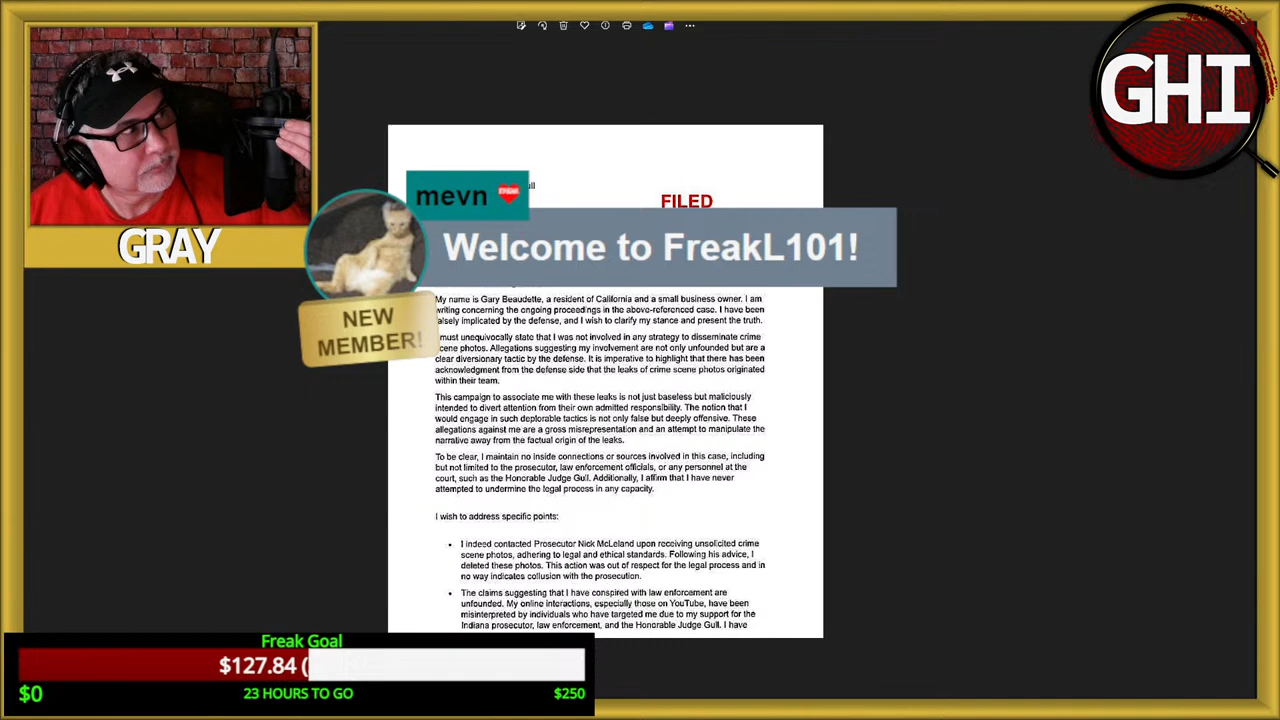 GHI
GRAY
FILED
mevn
Welcome to FreakL101!
NEW
MEMBER!
My name is Gary Beaudette, a resident of California and a small business owner. I am
writing concerning the ongoing proceedings in the above-referenced case. I have been
falsely implicated by the defense, and I wish to clarify my stance and present the truth.
must unequivocally state that I was not involved in any strategy to disseminate crime
scene photos. Allegations suggesting my involvement are not only unfounded but are a
clear diversionary tactic by the defense. It is imperative to highlight that there has been
acknowledgment from the defense side that the leaks of crime scene photos originated
within their team.
This campaign to associate me with these leaks is not just baseless but maliciously
intended to divert attention from their own admitted responsibility. The notion that I
would engage in such deplorable tactics is not only false but deeply offensive. These
allegations against me are a gross misrepresentation and an attempt to manipulate the
narrative away from the factual origin of the leaks.
To be clear, I maintain no inside connections or sources involved in this case, including
but not limited to the prosecutor, law enforcement officials, or any personnel at the
court, such as the Honorable Judge Gull. Additionally, I affirm that I have never
attempted to undermine the legal process in any capacity.
I wish to address specific points:
• I indeed contacted Prosecutor Nick McLeland upon receiving unsolicited crime
scene photos, adhering to legal and ethical standards. Following his advice, I
deleted these photos. This action was out of respect for the legal process and in
no way indicates collusion with the prosecution.
• The claims suggesting that I have conspired with law enforcement are
unfounded. My online interactions, especially those on YouTube, have been
misinterpreted by individuals who have targeted me due to my support for the
Indiana prosecutor, law enforcement, and the Honorable Judge Gull. I have
Freak Goal
$127.84 (
$0
23 HOURS TO GO
$250